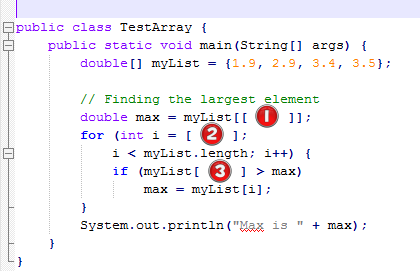 public class TestArray {
public static void main(String[] args) {
double[] myList = {1.9, 2.9, 3.4, 3.5};
// Finding the largest element
double max = myList[[ 1 ]];
for (int i = [ 2 ];
i < myList.length; i++) {
if (myList[ 3 ] > max)
max = myList[i];
}
System.out.println("Max is " + max);
}
}